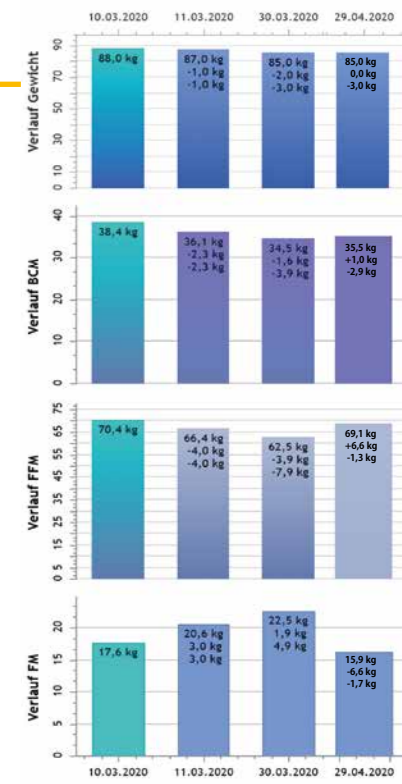 10.03.2020 11.03.2020 30.03.2020 29.04.2020
Verlauf Gewicht
90
70
50
30
10
0
88,0 kg
87,0 kg
-1,0 kg
-1,0 kg
85,0 kg
-2,0 kg
-3,0 kg
85,0 kg
0,0 kg
-3,0 kg
Verlauf BCM
40
30
20
10
0
38,4 kg
36,1 kg
-2,3 kg
-2,3 kg
34,5 kg
-1,6 kg
-3,9 kg
35,5 kg
+1,0 kg
-2,9 kg
Verlauf FFM
75
65
55
45
35
25
15
5
0
70,4 kg
66,4 kg
-4,0 kg
-4,0 kg
62,5 kg
-3,9 kg
-7,9 kg
69,1 kg
+6,6 kg
-1,3 kg
Verlauf FM
20
15
10
5
0
17,6 kg
20,6 kg
3,0 kg
3,0 kg
22,5 kg
1,9 kg
4,9 kg
15,9 kg
-6,6 kg
-1,7 kg
10.03.2020 11.03.2020 30.03.2020 29.04.2020